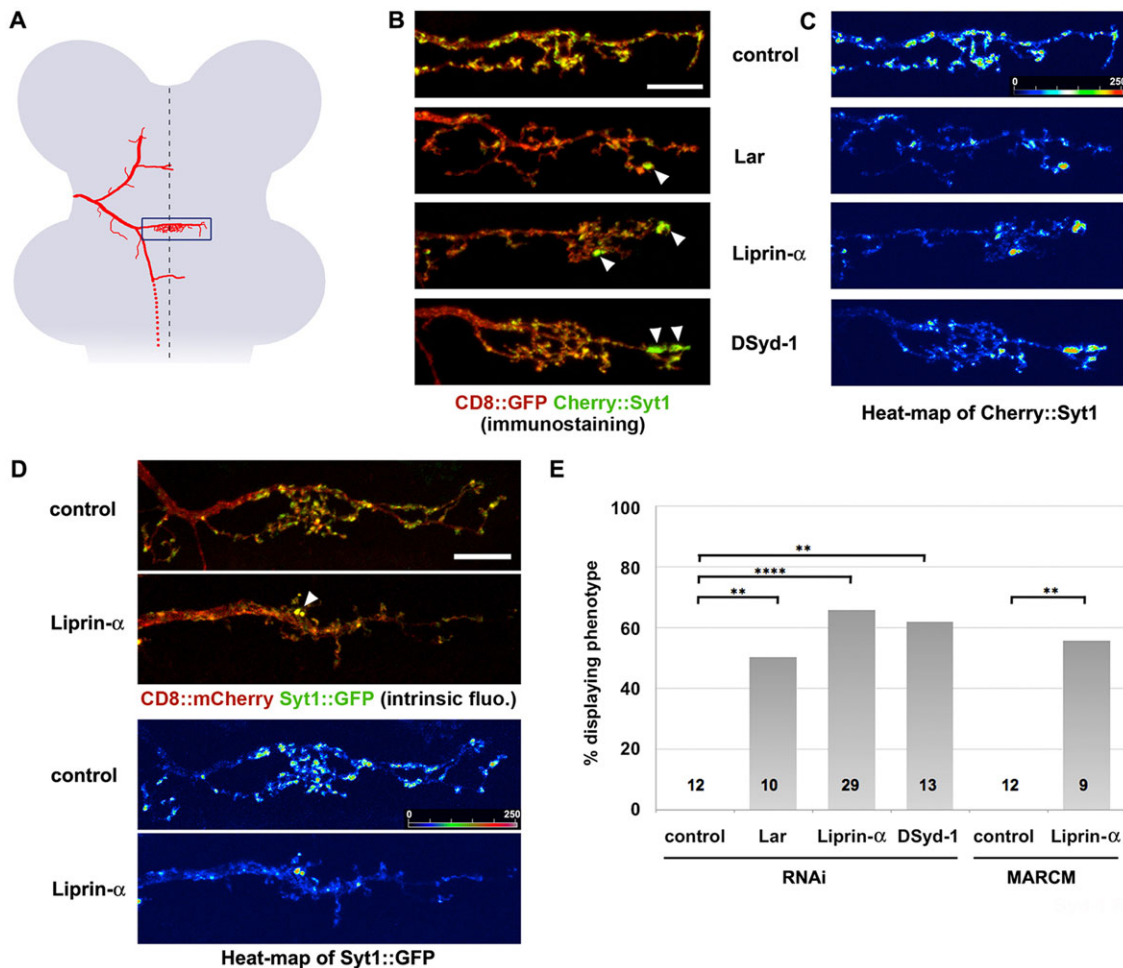 A
B
control
Lar
Liprin-α
DSyd-1
CD8::GFP Cherry::Syt1
(immunostaining)
C
0 250
Heat-map of Cherry::Syt1
D
control
Liprin-α
CD8::mCherry Syt1::GFP (intrinsic fluo.)
control
0 250
Liprin-α
Heat-map of Syt1::GFP
E
% displaying phenotype
100
80
60
40
20
0
**
****
**
**
12 10 29 13 12 9
control Lar Liprin-α DSyd-1 control Liprin-α
RNAi MARCM